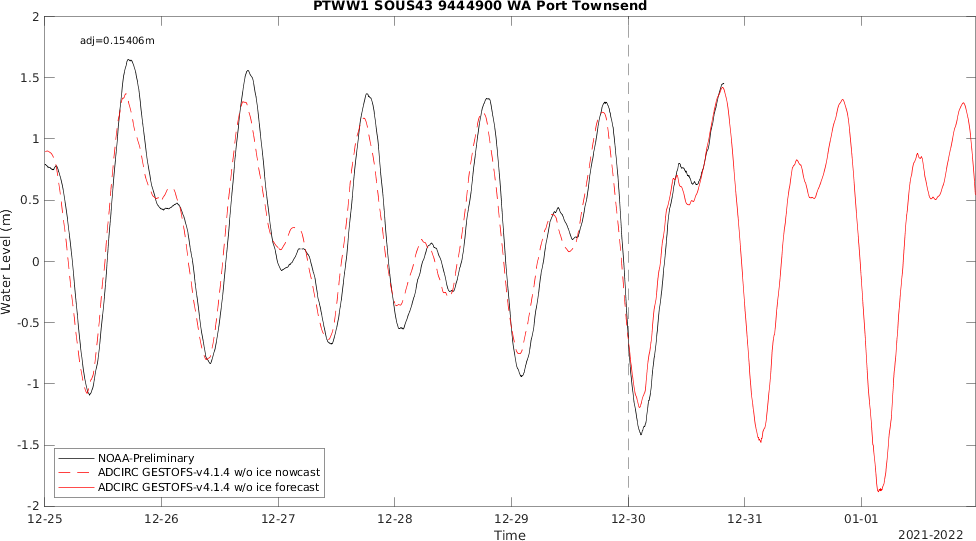 PTWW1 SOUS43 9444900 WA Port Townsend
adj=0.15406m
2
1.5
1
0.5
0
-0.5
-1
-1.5
-2
Water Level (m)
NOAA-Preliminary
ADCIRC GESTOFS-v4.1.4 w/o ice nowcast
ADCIRC GESTOFS-v4.1.4 w/o ice forecast
12-25
12-26
12-27
12-28
12-29
12-30
12-31
01-01
Time
2021-2022